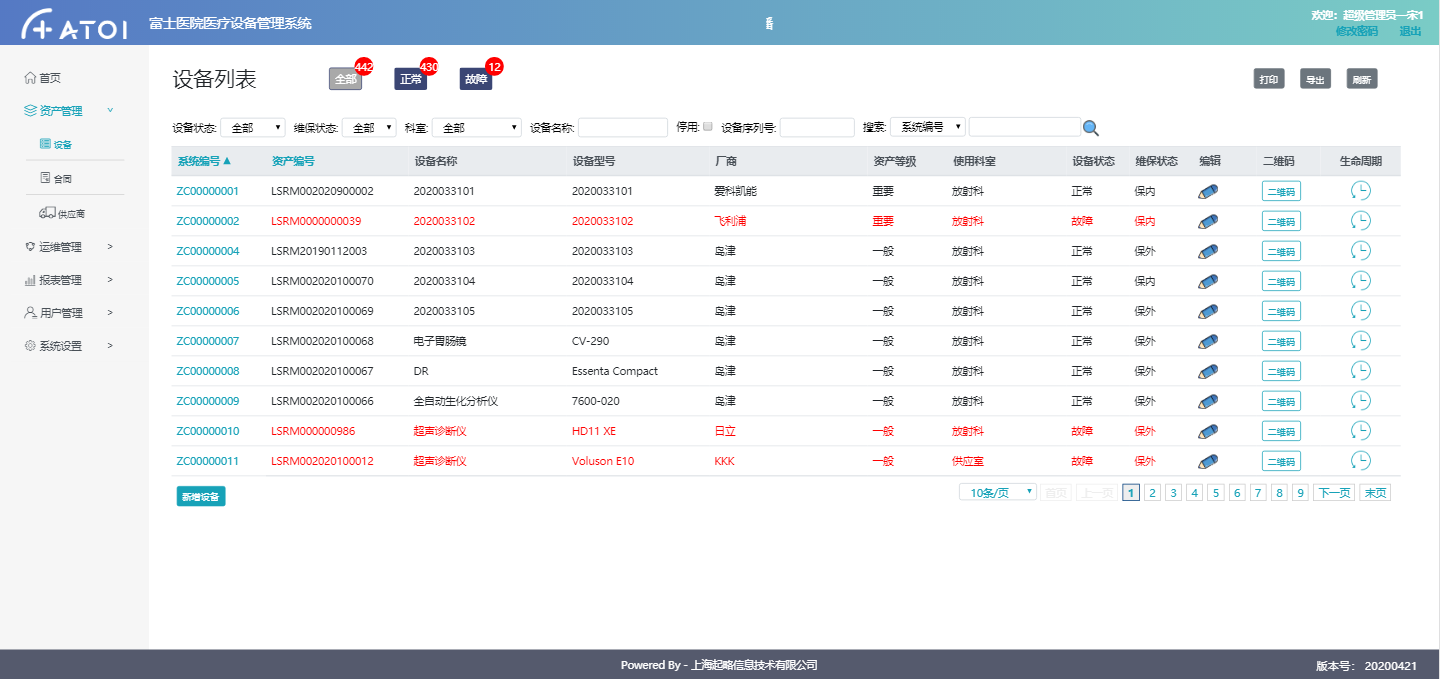 ATOI 富士医院医疗设备管理系统 备 欢迎: 超级管理员一宋1
修改密码 退出
首页
资产管理
设备
合同
供应商
运维管理 >
报表管理 >
用户管理 >
系统设置 >
设备列表 全部 442 正常 430 故障 12 打印 导出 刷新
设备状态: 全部 维保状态: 全部 科室: 全部 设备名称: 停用: 设备序列号: 搜索: 系统编号
系统编号▲ 资产编号 设备名称 设备型号 厂商 资产等级 使用科室 设备状态 维保状态 编辑 二维码 生命周期
ZC00000001 LSRM002020900002 2020033101 2020033101 爱科凯能 重要 放射科 正常 保内 二维码
ZC00000002 LSRM0000000039 2020033102 2020033102 飞利浦 重要 放射科 故障 保内 二维码
ZC00000004 LSRM20190112003 2020033103 2020033103 岛津 一般 放射科 正常 保外 二维码
ZC00000005 LSRM002020100070 2020033104 2020033104 岛津 一般 放射科 正常 保内 二维码
ZC00000006 LSRM002020100069 2020033105 2020033105 岛津 一般 放射科 正常 保外 二维码
ZC00000007 LSRM002020100068 电子胃肠镜 CV-290 岛津 一般 放射科 正常 保外 二维码
ZC00000008 LSRM002020100067 DR Essenta Compact 岛津 一般 放射科 正常 保外 二维码
ZC00000009 LSRM002020100066 全自动生化分析仪 7600-020 岛津 一般 放射科 正常 保外 二维码
ZC00000010 LSRM000000986 超声诊断仪 HD11 XE 日立 一般 放射科 故障 保外 二维码
ZC00000011 LSRM002020100012 超声诊断仪 Voluson E10 KKK 一般 供应室 故障 保外 二维码
新增设备 10条/页 首页 上一页 1 2 3 4 5 6 7 8 9 下一页 末页
Powered By - 上海起略信息技术有限公司 版本号: 20200421